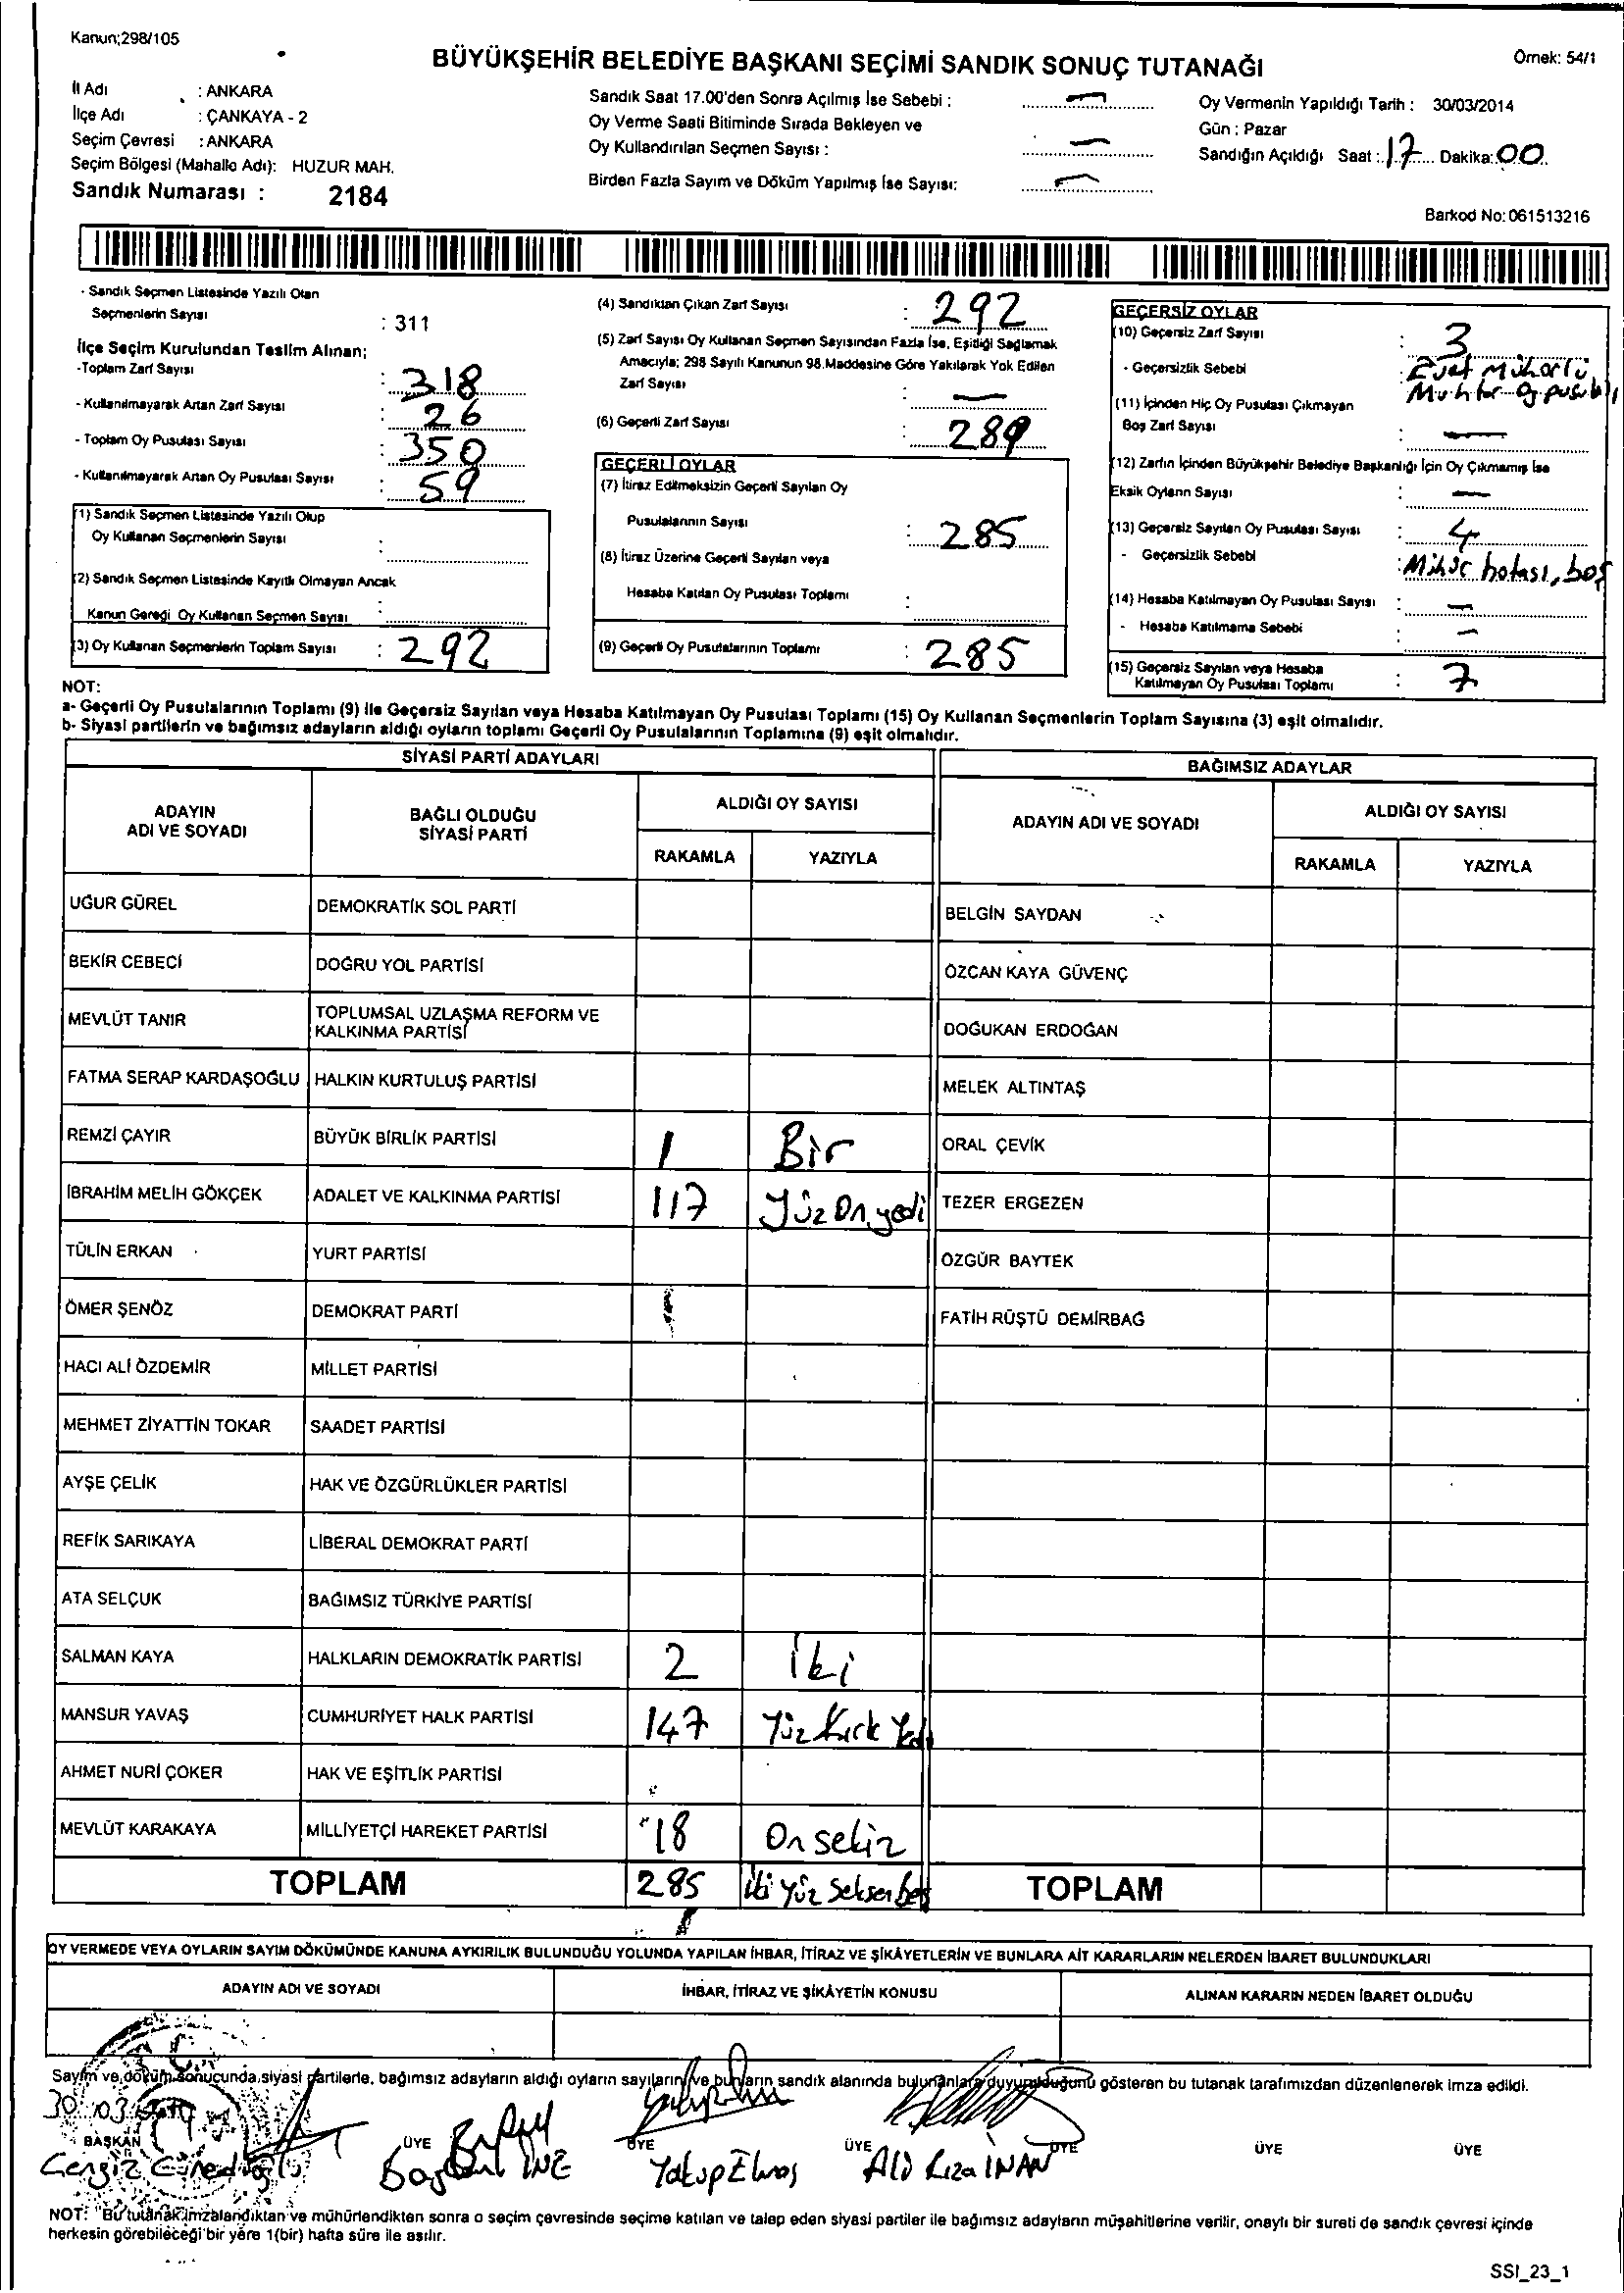 Kanun;298/105
BÜYÜKŞEHİR BELEDİYE BAŞKANI SEÇİMİ SANDIK SONUÇ TUTANAĞI
Örnek: 54/1
İl Adı : ANKARA
İlçe Adı : ÇANKAYA - 2
Seçim Çevresi : ANKARA
Seçim Bölgesi (Mahalle Adı): HUZUR MAH.
Sandık Numarası : 2184
Sandık Saat 17.00'den Sonra Açılmış İse Sebebi : —
Oy Verme Saati Bitiminde Sırada Bekleyen ve
Oy Kullandırılan Seçmen Sayısı : —
Birden Fazla Sayım ve Döküm Yapılmış İse Sayısı: —
Oy Vermenin Yapıldığı Tarih : 30/03/2014
Gün : Pazar
Sandığın Açıldığı Saat : 17 Dakika: 00
Barkod No: 061513216
- Sandık Seçmen Listesinde Yazılı Olan
Seçmenlerin Sayısı : 311
İlçe Seçim Kurulundan Teslim Alınan;
-Toplam Zarf Sayısı : 318
- Kullanılmayarak Artan Zarf Sayısı : 26
- Toplam Oy Pusulası Sayısı : 350
- Kullanılmayarak Artan Oy Pusulası Sayısı : 59
(1) Sandık Seçmen Listesinde Yazılı Olup
Oy Kullanan Seçmenlerin Sayısı :
(2) Sandık Seçmen Listesinde Kayıtlı Olmayan Ancak
Kanun Gereği Oy Kullanan Seçmen Sayısı :
(3) Oy Kullanan Seçmenlerin Toplam Sayısı : 292
(4) Sandıktan Çıkan Zarf Sayısı : 292
(5) Zarf Sayısı Oy Kullanan Seçmen Sayısından Fazla İse, Eşitliği Sağlamak
Amacıyla; 298 Sayılı Kanunun 98.Maddesine Göre Yakılarak Yok Edilen
Zarf Sayısı : —
(6) Geçerli Zarf Sayısı : 289
GEÇERLİ OYLAR
(7) İtiraz Edilmeksizin Geçerli Sayılan Oy
Pusulalarının Sayısı : 285
(8) İtiraz Üzerine Geçerli Sayılan veya
Hesaba Katılan Oy Pusulası Toplamı :
(9) Geçerli Oy Pusulalarının Toplamı : 285
GEÇERSİZ OYLAR
(10) Geçersiz Zarf Sayısı : 3
- Geçersizlik Sebebi : Evet Mühürlü,
Muhtar Oy pusulalı
(11) İçinden Hiç Oy Pusulası Çıkmayan
Boş Zarf Sayısı : —
(12) Zarfın İçinden Büyükşehir Belediye Başkanlığı İçin Oy Çıkmamış İse
Eksik Oyların Sayısı : —
(13) Geçersiz Sayılan Oy Pusulası Sayısı : 4
- Geçersizlik Sebebi : Mühür hatası, boş
(14) Hesaba Katılmayan Oy Pusulası Sayısı : —
- Hesaba Katılmama Sebebi : —
(15) Geçersiz Sayılan veya Hesaba
Katılmayan Oy Pusulası Toplamı : 7
NOT:
a- Geçerli Oy Pusulalarının Toplamı (9) ile Geçersiz Sayılan veya Hesaba Katılmayan Oy Pusulası Toplamı (15) Oy Kullanan Seçmenlerin Toplam Sayısına (3) eşit olmalıdır.
b- Siyasi partilerin ve bağımsız adayların aldığı oyların toplamı Geçerli Oy Pusulalarının Toplamına (9) eşit olmalıdır.
SİYASİ PARTİ ADAYLARI
BAĞIMSIZ ADAYLAR
ADAYIN ADI VE SOYADI
BAĞLI OLDUĞU SİYASİ PARTİ
ALDIĞI OY SAYISI
RAKAMLA YAZIYLA
ADAYIN ADI VE SOYADI
ALDIĞI OY SAYISI
RAKAMLA YAZIYLA
UĞUR GÜREL DEMOKRATİK SOL PARTİ BELGİN SAYDAN
BEKİR CEBECİ DOĞRU YOL PARTİSİ ÖZCAN KAYA GÜVENÇ
MEVLÜT TANIR TOPLUMSAL UZLAŞMA REFORM VE
KALKINMA PARTİSİ DOĞUKAN ERDOĞAN
FATMA SERAP KARDAŞOĞLU HALKIN KURTULUŞ PARTİSİ MELEK ALTINTAŞ
REMZİ ÇAYIR BÜYÜK BİRLİK PARTİSİ 1 Bir ORAL ÇEVİK
İBRAHİM MELİH GÖKÇEK ADALET VE KALKINMA PARTİSİ 117 Yüz On yedi TEZER ERGEZEN
TÜLİN ERKAN YURT PARTİSİ ÖZGÜR BAYTEK
ÖMER ŞENÖZ DEMOKRAT PARTİ FATİH RÜŞTÜ DEMİRBAĞ
HACI ALİ ÖZDEMİR MİLLET PARTİSİ
MEHMET ZİYATTİN TOKAR SAADET PARTİSİ
AYŞE ÇELİK HAK VE ÖZGÜRLÜKLER PARTİSİ
REFİK SARIKAYA LİBERAL DEMOKRAT PARTİ
ATA SELÇUK BAĞIMSIZ TÜRKİYE PARTİSİ
SALMAN KAYA HALKLARIN DEMOKRATİK PARTİSİ 2 İki
MANSUR YAVAŞ CUMHURİYET HALK PARTİSİ 147 Yüz Kırk Yedi
AHMET NURİ ÇOKER HAK VE EŞİTLİK PARTİSİ
MEVLÜT KARAKAYA MİLLİYETÇİ HAREKET PARTİSİ 18 On sekiz
TOPLAM 285 İki yüz seksen beş TOPLAM
OY VERMEDE VEYA OYLARIN SAYIM DÖKÜMÜNDE KANUNA AYKIRILIK BULUNDUĞU YOLUNDA YAPILAN İHBAR, İTİRAZ VE ŞİKÂYETLERİN VE BUNLARA AİT KARARLARIN NELERDEN İBARET BULUNDUKLARI
ADAYIN ADI VE SOYADI İHBAR, İTİRAZ VE ŞİKÂYETİN KONUSU ALINAN KARARIN NEDEN İBARET OLDUĞU
Sayım ve döküm sonucunda siyasi partilerle, bağımsız adayların aldığı oyların sayılarını ve bunların sandık alanında bulunanlara duyurulduğunu gösteren bu tutanak tarafımızdan düzenlenerek imza edildi.
30.03.2014
BAŞKAN ÜYE ÜYE ÜYE ÜYE ÜYE ÜYE
Cengiz İNE Yakup Elmas Ali Rıza İNAN
NOT: Bu tutanak imzalandıktan ve mühürlendikten sonra o seçim çevresinde seçime katılan ve talep eden siyasi partiler ile bağımsız adayların müşahitlerine verilir, onaylı bir sureti de sandık çevresi içinde
herkesin görebileceği bir yere 1(bir) hafta süre ile asılır.
SSI_23_1